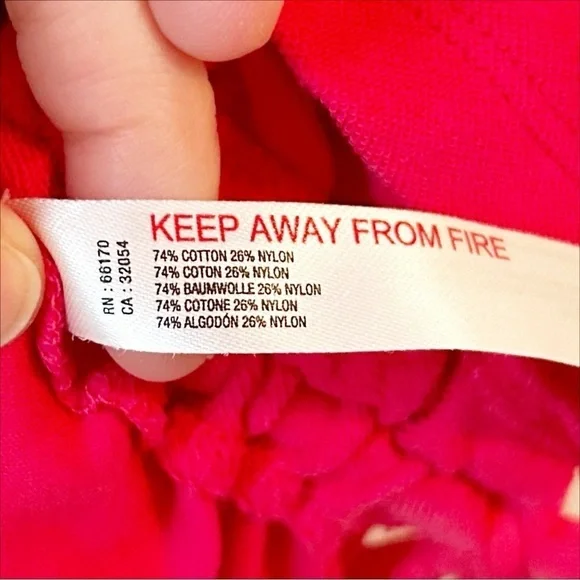 KEEP AWAY FROM FIRE
74% COTTON 26% NYLON
74% COTON 26% NYLON
74% BAUMWOLLE 26% NYLON
74% COTONE 26% NYLON
74% ALGODÓN 26% NYLON
RN : 66170
CA : 32054